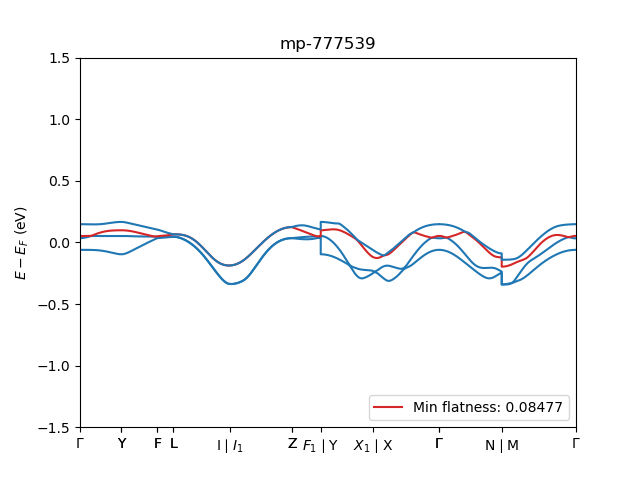 mp-777539
E − E_F (eV)
1.5
1.0
0.5
0.0
−0.5
−1.0
−1.5
Min flatness: 0.08477
Γ Y F L I | I₁ Z F₁ | Y X₁ | X Γ N | M Γ